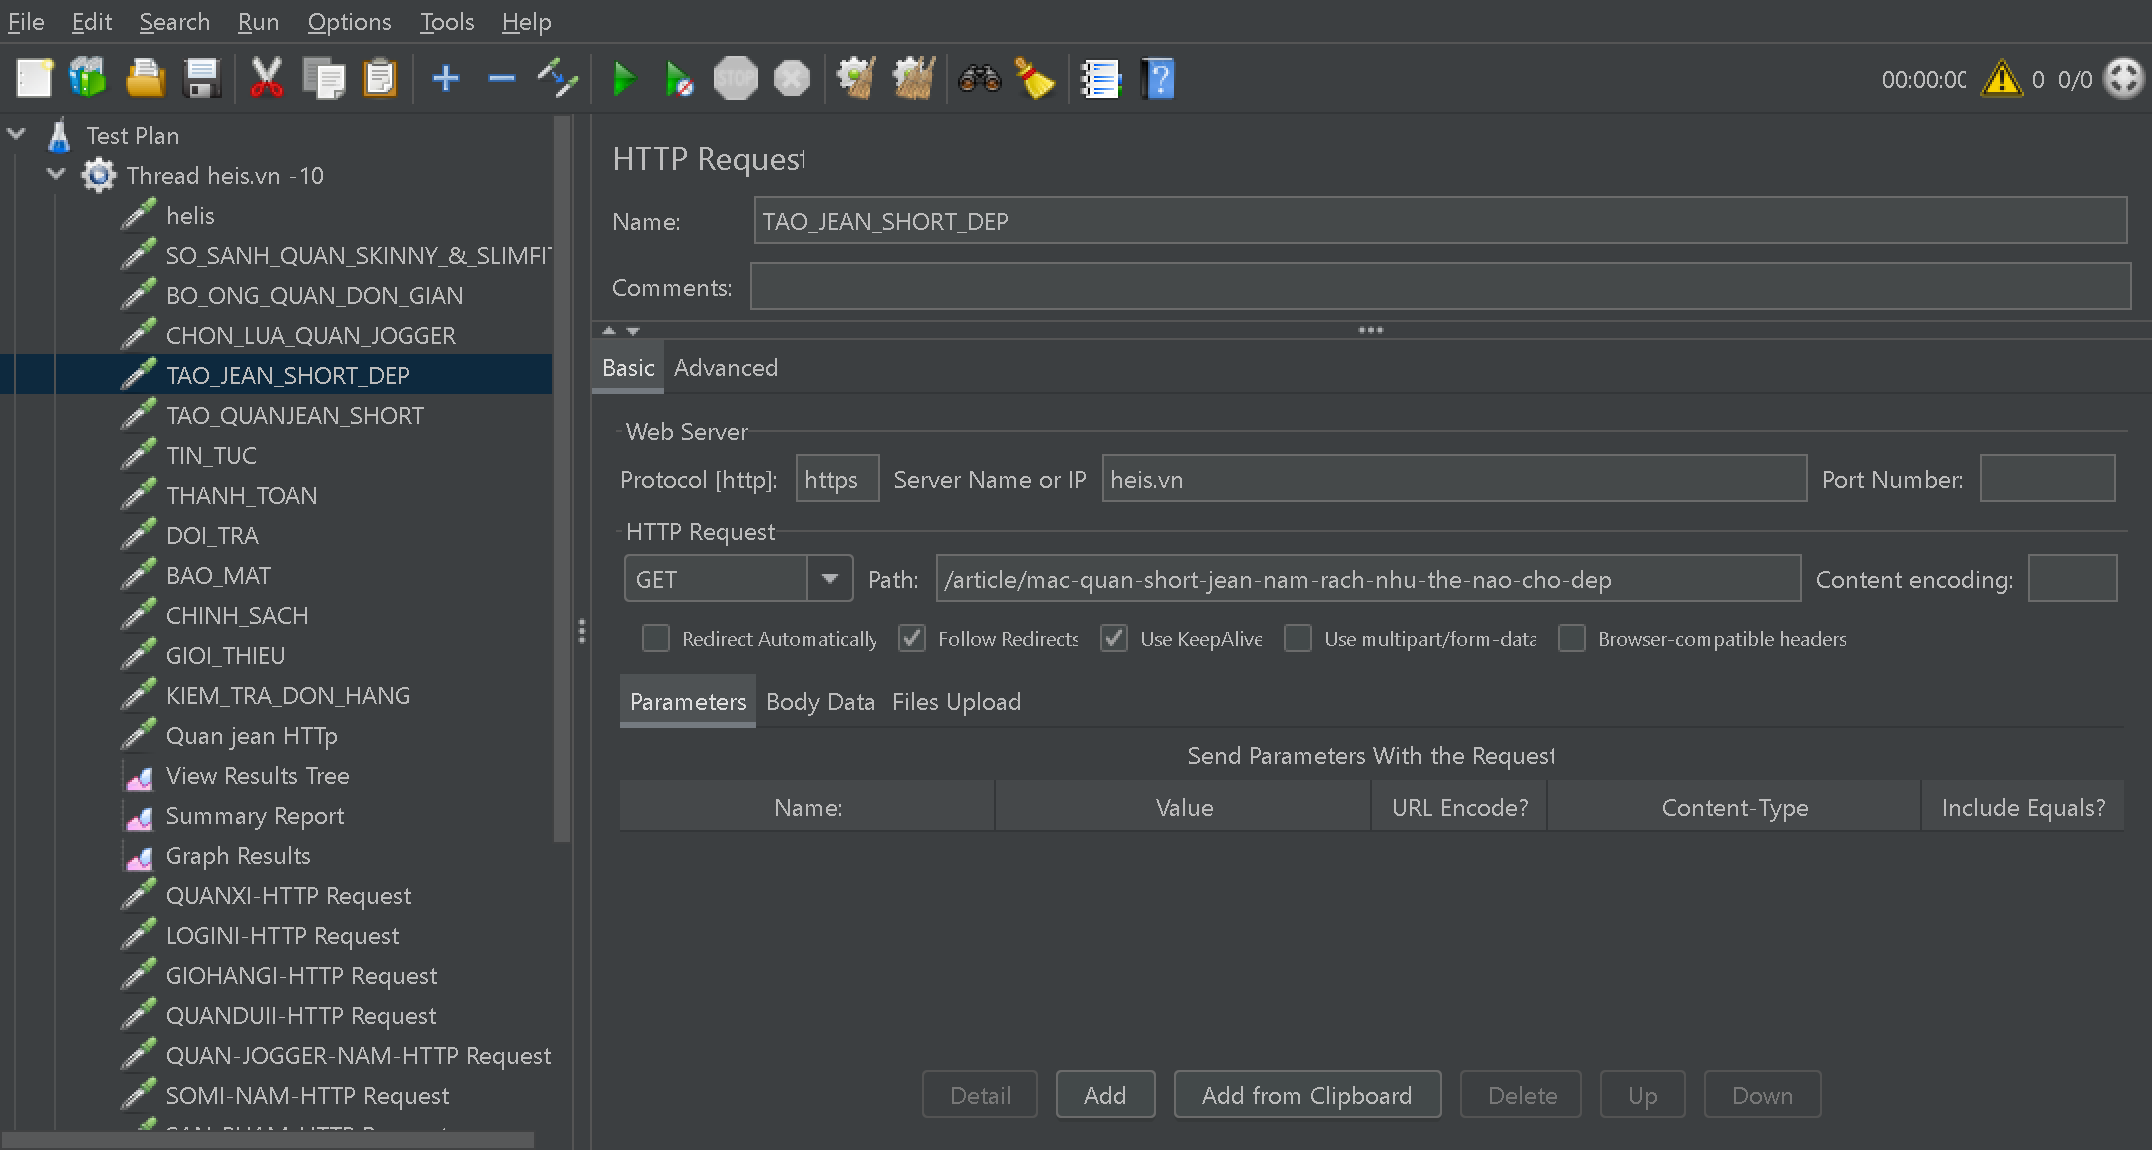 File Edit Search Run Options Tools Help
STOP
00:00:00 0 0/0
Test Plan
Thread heis.vn -10
helis
SO_SANH_QUAN_SKINNY_&_SLIMFIT
BO_ONG_QUAN_DON_GIAN
CHON_LUA_QUAN_JOGGER
TAO_JEAN_SHORT_DEP
TAO_QUANJEAN_SHORT
TIN_TUC
THANH_TOAN
DOI_TRA
BAO_MAT
CHINH_SACH
GIOI_THIEU
KIEM_TRA_DON_HANG
Quan jean HTTp
View Results Tree
Summary Report
Graph Results
QUANXI-HTTP Request
LOGINI-HTTP Request
GIOHANGI-HTTP Request
QUANDUII-HTTP Request
QUAN-JOGGER-NAM-HTTP Request
SOMI-NAM-HTTP Request
HTTP Request
Name: TAO_JEAN_SHORT_DEP
Comments:
Basic Advanced
Web Server
Protocol [http]: https Server Name or IP heis.vn Port Number:
HTTP Request
GET Path: /article/mac-quan-short-jean-nam-rach-nhu-the-nao-cho-dep Content encoding:
Redirect Automatically Follow Redirects Use KeepAlive Use multipart/form-data Browser-compatible headers
Parameters Body Data Files Upload
Send Parameters With the Request
Name: Value URL Encode? Content-Type Include Equals?
Detail Add Add from Clipboard Delete Up Down